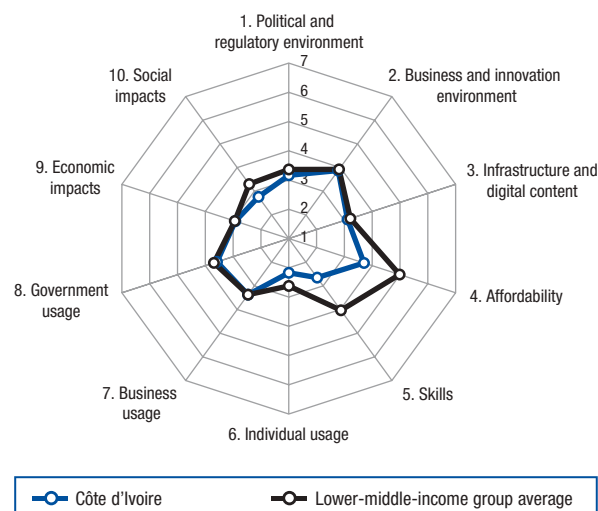 1. Political and
regulatory environment
2. Business and innovation
environment
3. Infrastructure and
digital content
4. Affordability
5. Skills
6. Individual usage
7. Business
usage
8. Government
usage
9. Economic
impacts
10. Social
impacts
7
6
5
4
3
2
1
Côte d'Ivoire
Lower-middle-income group average